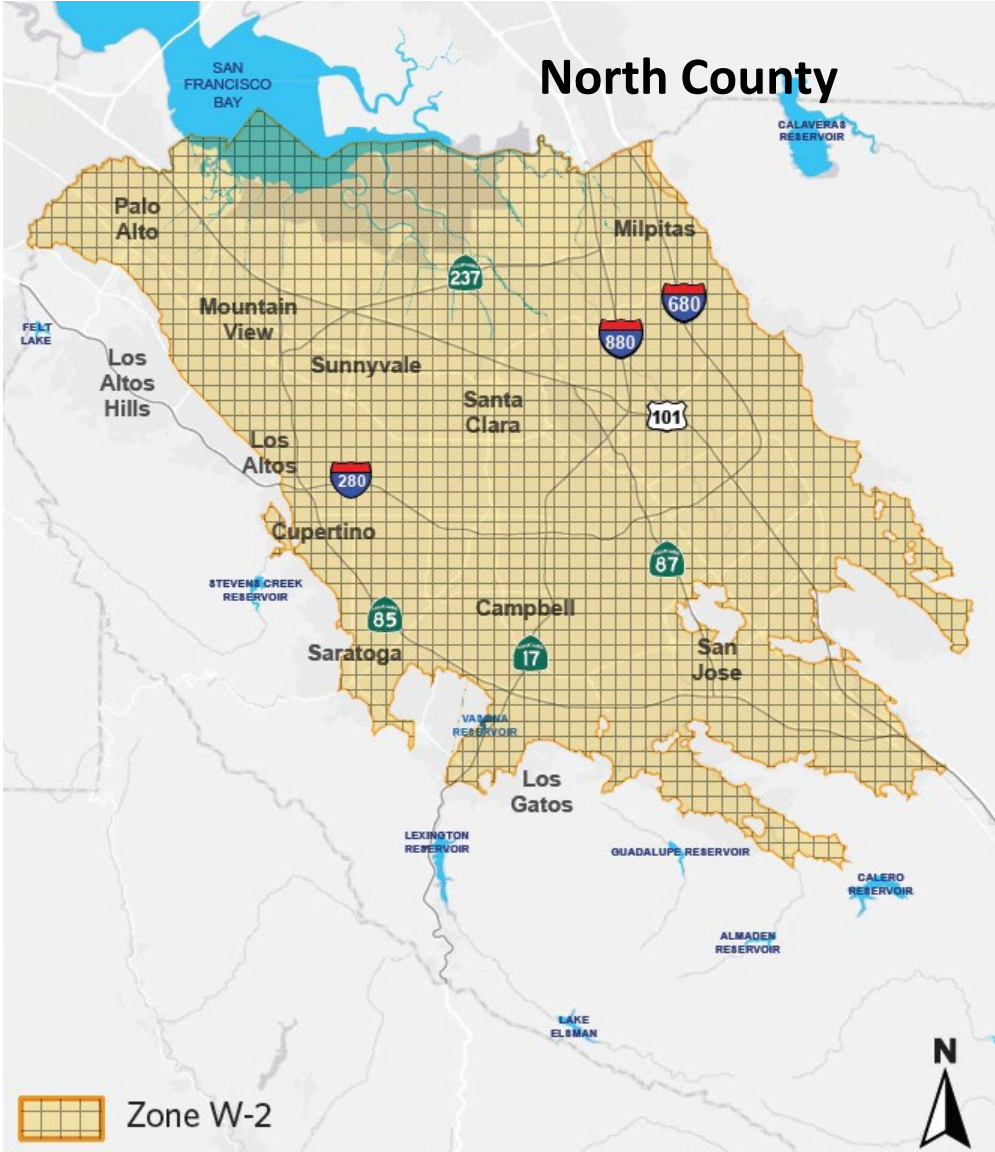 North County
SAN
FRANCISCO
BAY
CALAVERAS
RESERVOIR
Palo
Alto
Milpitas
237
680
Mountain
View
880
FELT
LAKE
Los
Altos
Hills
Sunnyvale
Santa
Clara
101
Los
Altos
280
Cupertino
87
STEVENS CREEK
RESERVOIR
85
Campbell
Saratoga
17
San
Jose
VASONA
RESERVOIR
Los
Gatos
LEXINGTON
RESERVOIR
GUADALUPE RESERVOIR
CALERO
RESERVOIR
ALMADEN
RESERVOIR
LAKE
ELSMAN
N
Zone W-2